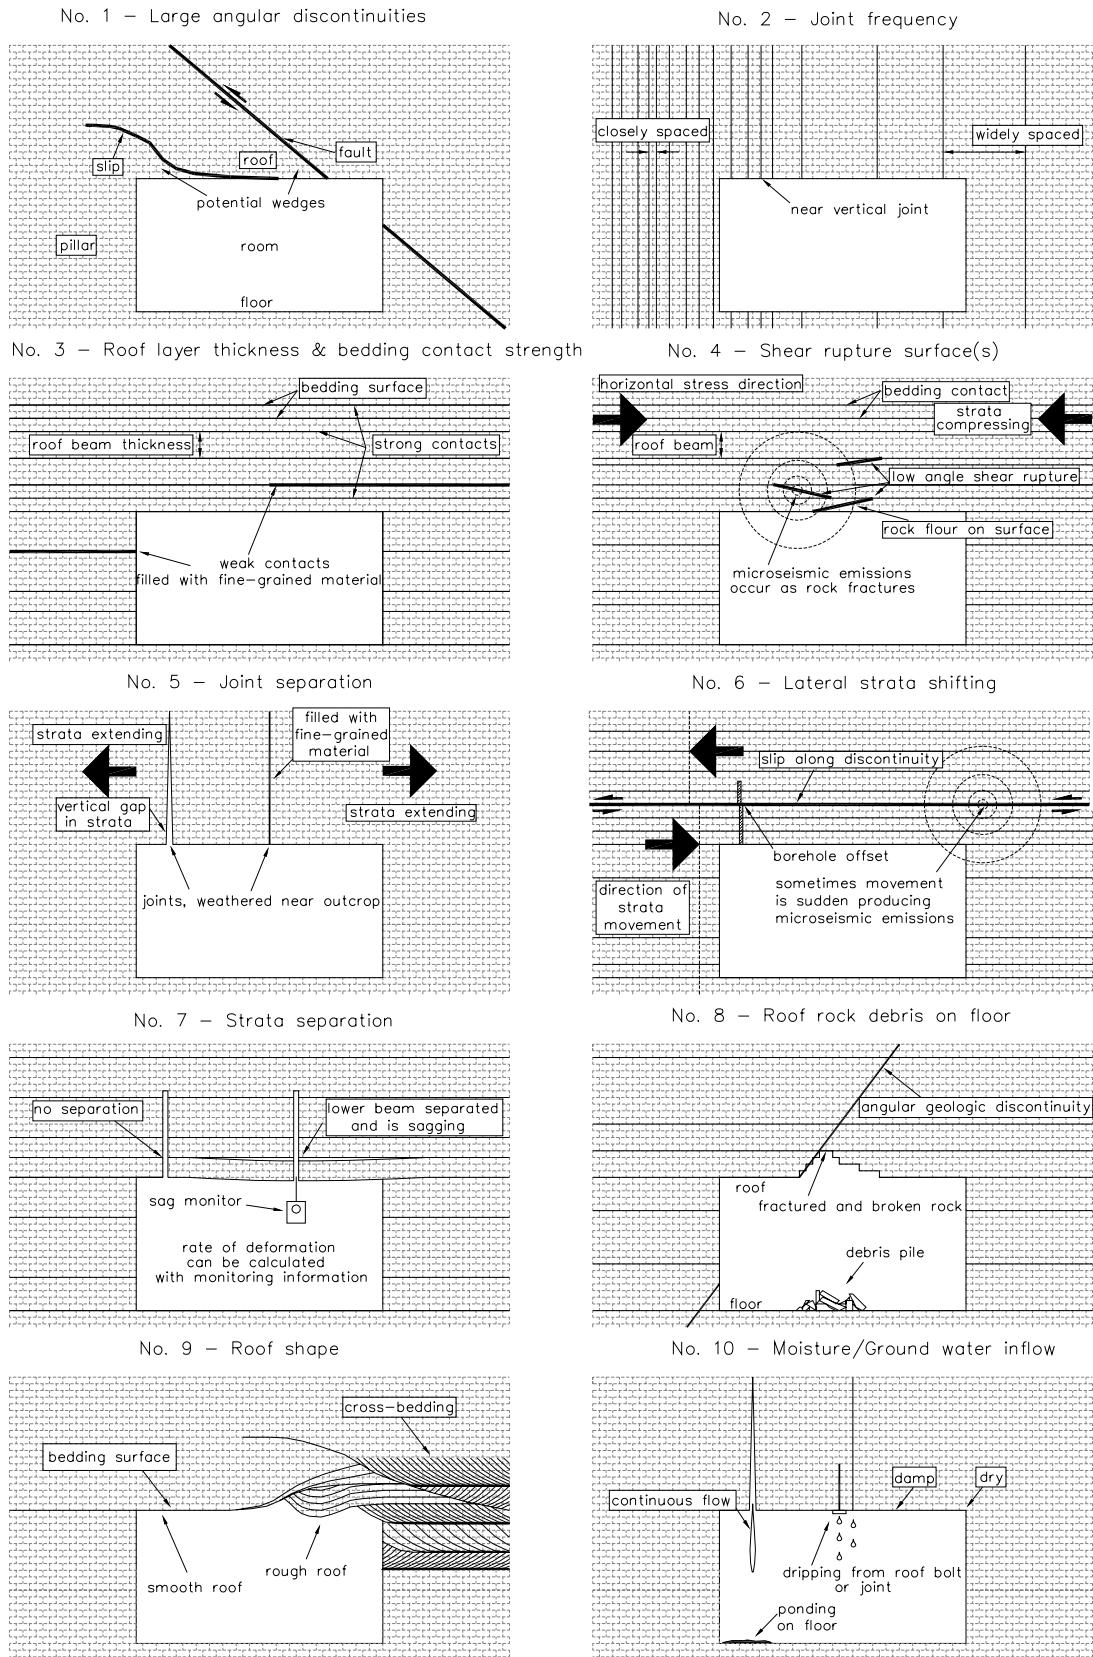 No. 1 – Large angular discontinuities
fault
slip
roof
potential wedges
pillar
room
floor
No. 2 – Joint frequency
closely spaced
widely spaced
near vertical joint
No. 3 – Roof layer thickness & bedding contact strength
bedding surface
roof beam thickness
strong contacts
weak contacts
filled with fine-grained material
No. 4 – Shear rupture surface(s)
horizontal stress direction
bedding contact
strata
compressing
roof beam
low angle shear rupture
rock flour on surface
microseismic emissions
occur as rock fractures
No. 5 – Joint separation
filled with
fine-grained
material
strata extending
vertical gap
in strata
strata extending
joints, weathered near outcrop
No. 6 – Lateral strata shifting
slip along discontinuity
borehole offset
direction of
strata
movement
sometimes movement
is sudden producing
microseismic emissions
No. 7 – Strata separation
no separation
lower beam separated
and is sagging
sag monitor
rate of deformation
can be calculated
with monitoring information
No. 8 – Roof rock debris on floor
angular geologic discontinuity
roof
fractured and broken rock
debris pile
floor
No. 9 – Roof shape
cross-bedding
bedding surface
rough roof
smooth roof
No. 10 – Moisture/Ground water inflow
damp
dry
continuous flow
dripping from roof bolt
or joint
ponding
on floor